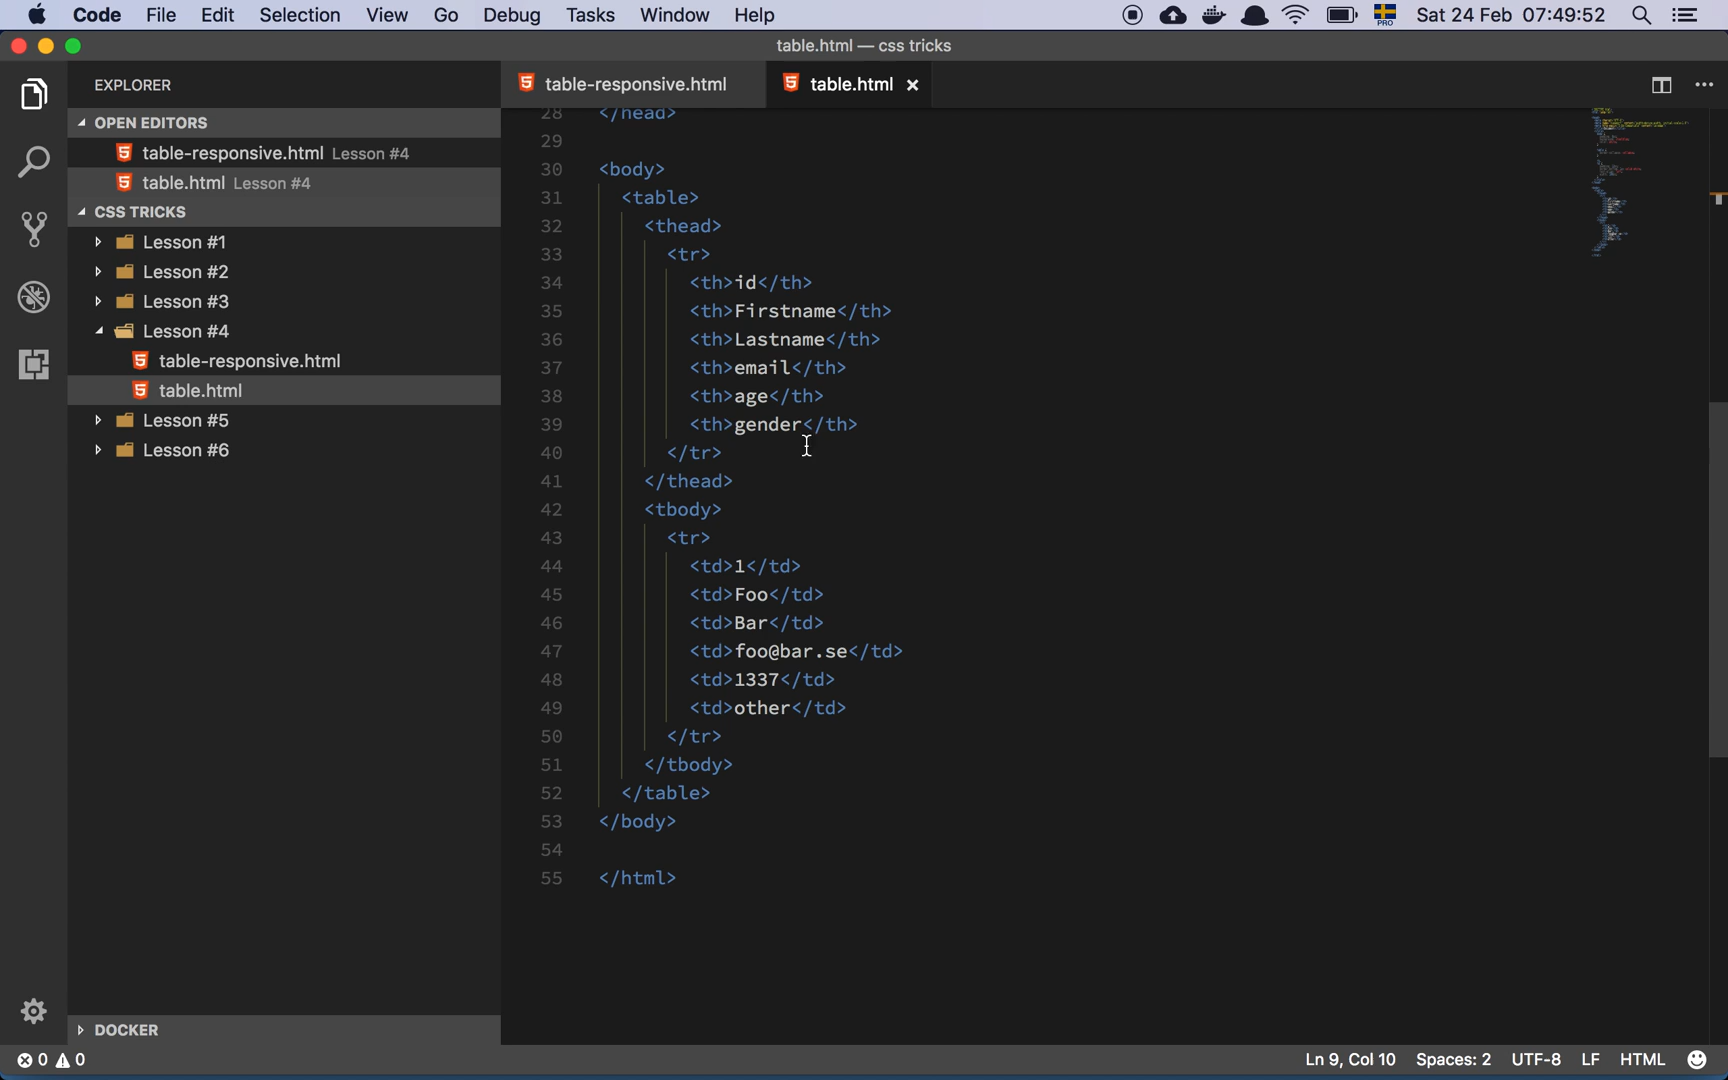 Code File Edit Selection View Go Debug Tasks Window Help PRO Sat 24 Feb 07:49:52
table.html — css tricks
EXPLORER
OPEN EDITORS
table-responsive.html Lesson #4
table.html Lesson #4
CSS TRICKS
Lesson #1
Lesson #2
Lesson #3
Lesson #4
table-responsive.html
table.html
Lesson #5
Lesson #6
DOCKER
table-responsive.html table.html
28 </head>
29
30 <body>
31 <table>
32 <thead>
33 <tr>
34 <th>id</th>
35 <th>Firstname</th>
36 <th>Lastname</th>
37 <th>email</th>
38 <th>age</th>
39 <th>gender</th>
40 </tr>
41 </thead>
42 <tbody>
43 <tr>
44 <td>1</td>
45 <td>Foo</td>
46 <td>Bar</td>
47 <td>foo@bar.se</td>
48 <td>1337</td>
49 <td>other</td>
50 </tr>
51 </tbody>
52 </table>
53 </body>
54
55 </html>
0 0 Ln 9, Col 10 Spaces: 2 UTF-8 LF HTML